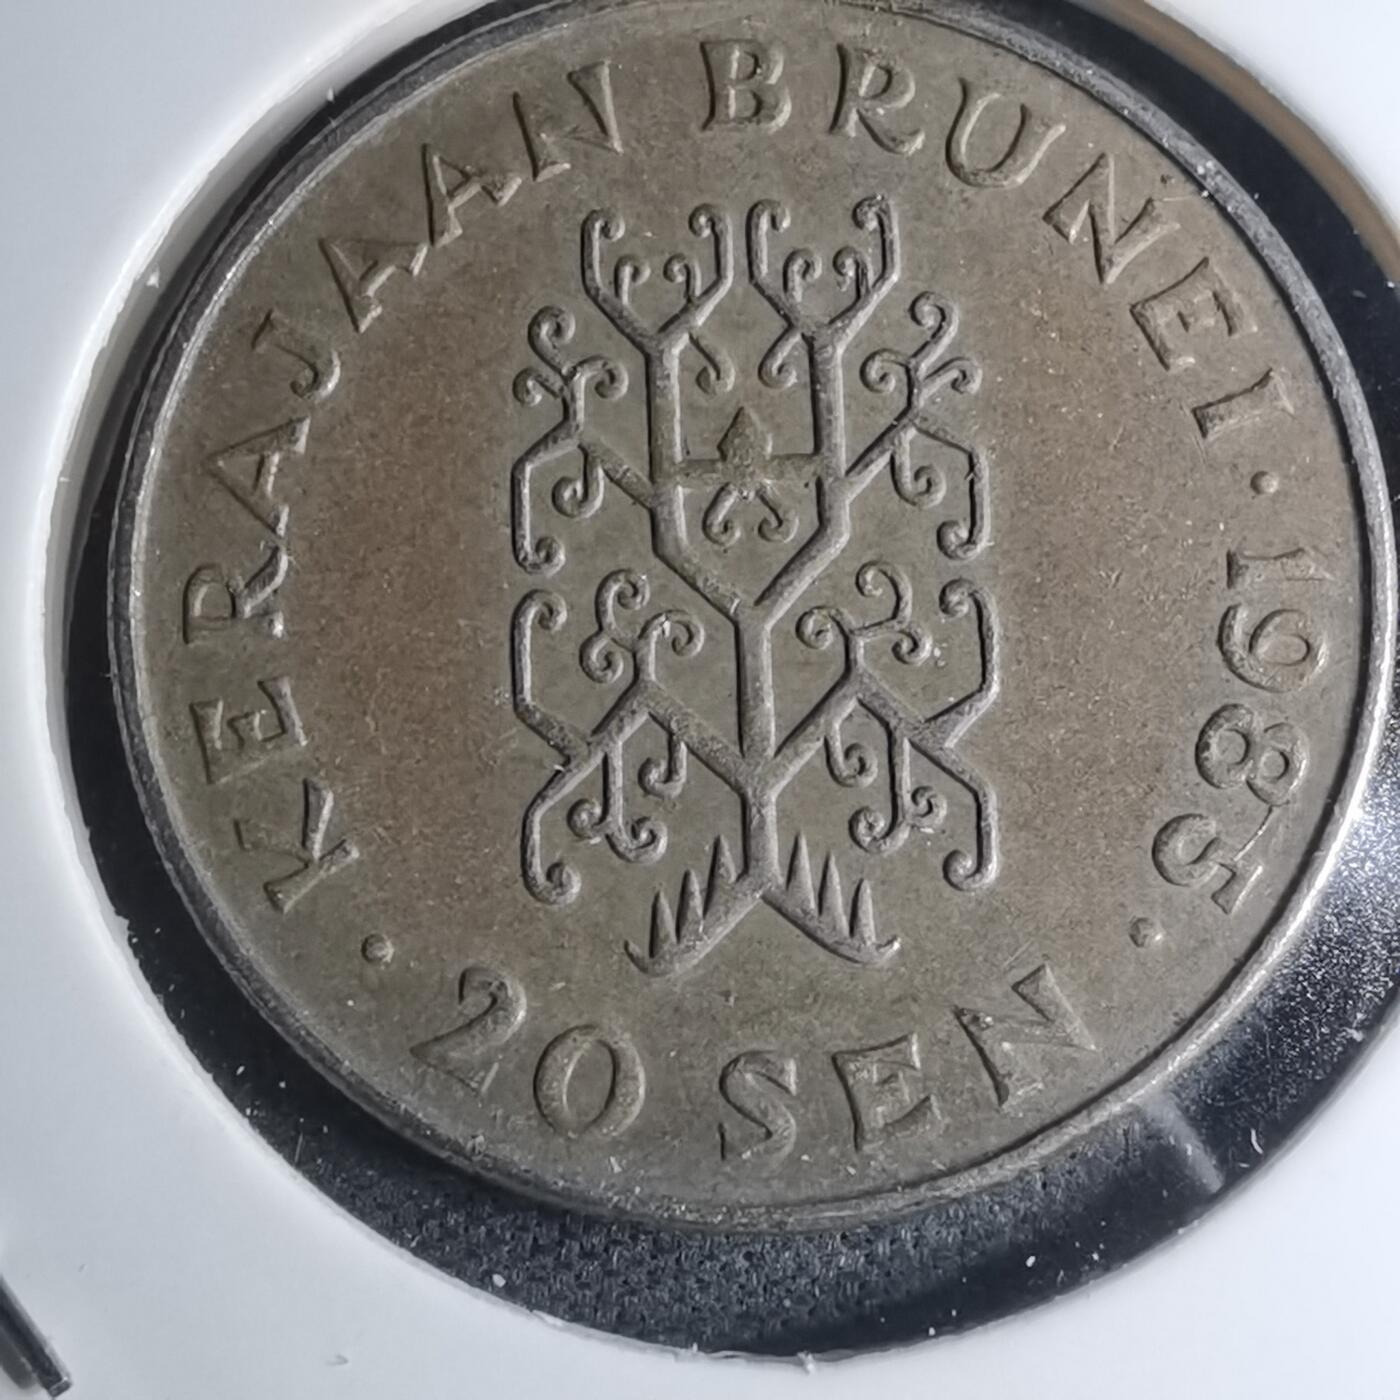 KERAJAAN BRUNEI · 1985 ·
· 20 SEN